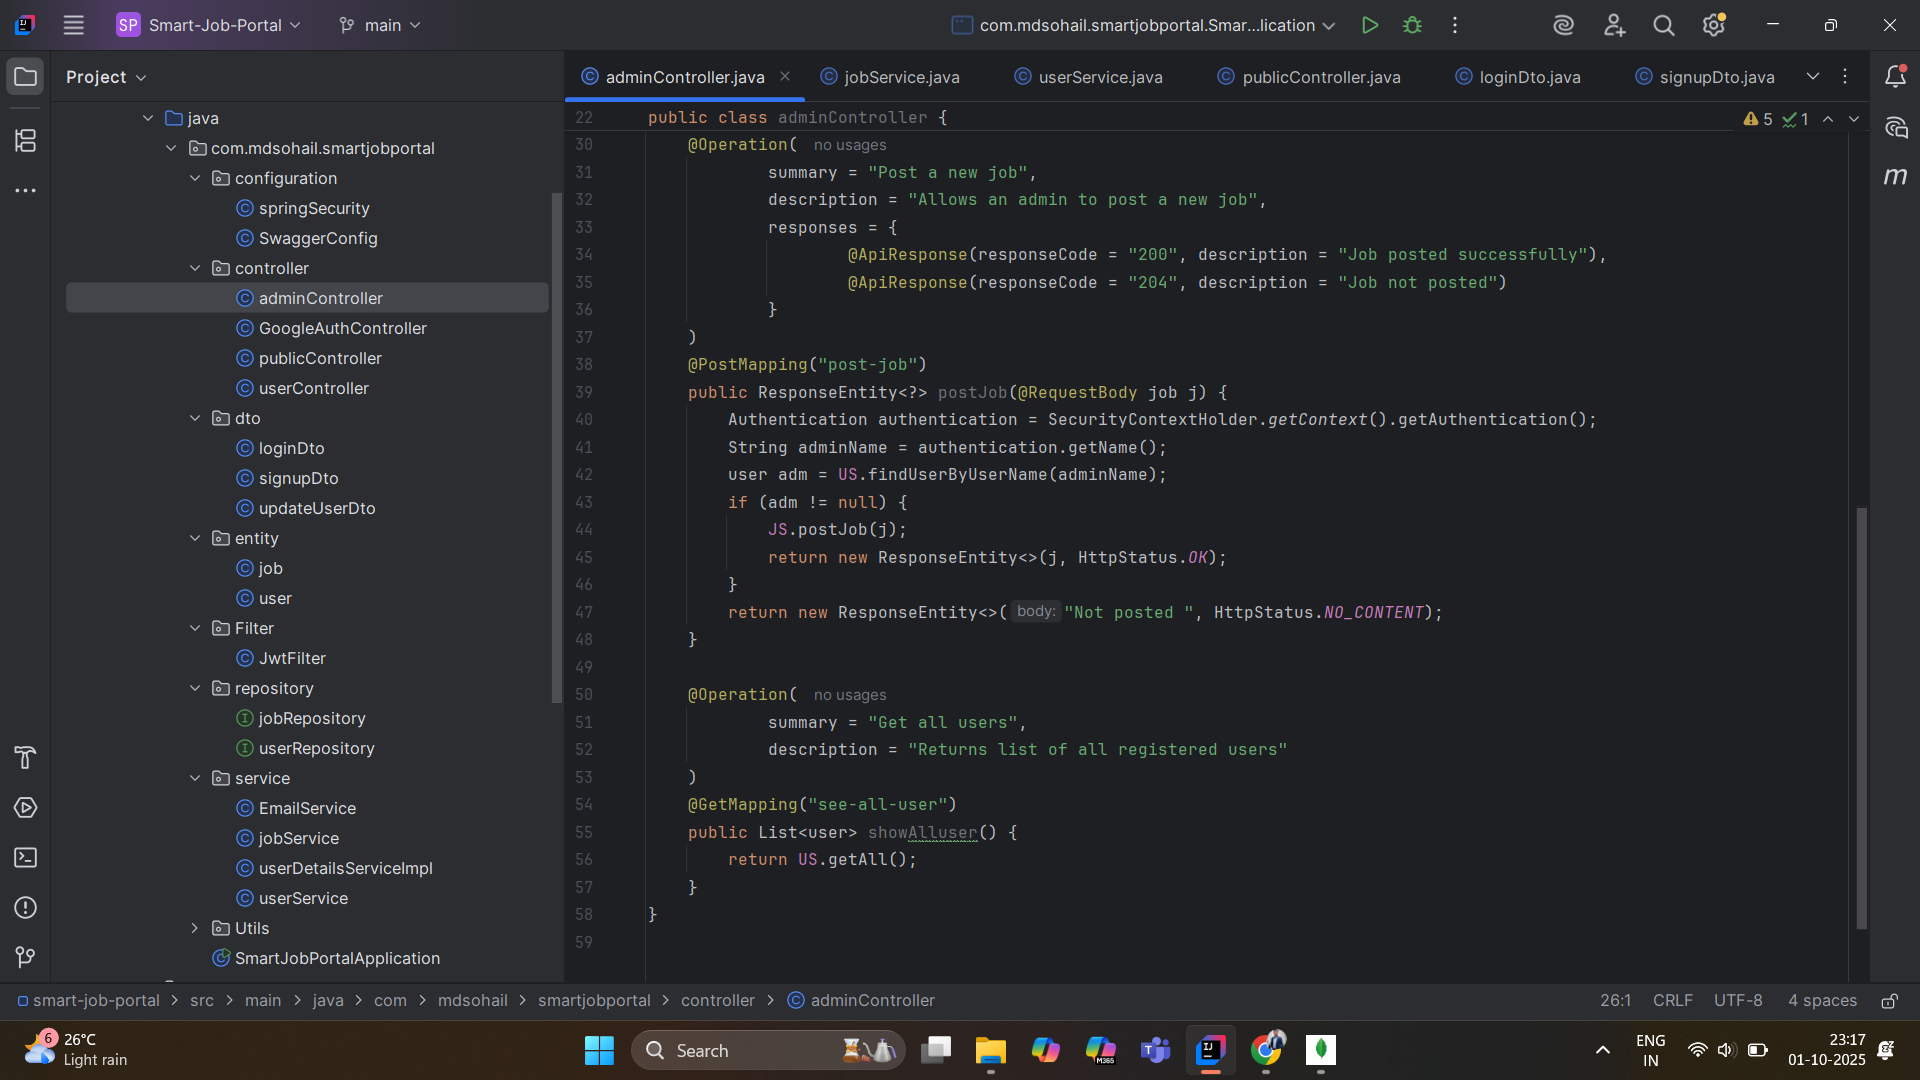 SP Smart-Job-Portal main com.mdsohail.smartjobportal.Smar...lication
Project
java
com.mdsohail.smartjobportal
configuration
springSecurity
SwaggerConfig
controller
adminController
GoogleAuthController
publicController
userController
dto
loginDto
signupDto
updateUserDto
entity
job
user
Filter
JwtFilter
repository
jobRepository
userRepository
service
EmailService
jobService
userDetailsServiceImpl
userService
Utils
SmartJobPortalApplication
adminController.java jobService.java userService.java publicController.java loginDto.java signupDto.java
22 public class adminController { 5 1
30 @Operation( no usages
31 summary = "Post a new job",
32 description = "Allows an admin to post a new job",
33 responses = {
34 @ApiResponse(responseCode = "200", description = "Job posted successfully"),
35 @ApiResponse(responseCode = "204", description = "Job not posted")
36 }
37 )
38 @PostMapping("post-job")
39 public ResponseEntity<?> postJob(@RequestBody job j) {
40 Authentication authentication = SecurityContextHolder.getContext().getAuthentication();
41 String adminName = authentication.getName();
42 user adm = US.findUserByUserName(adminName);
43 if (adm != null) {
44 JS.postJob(j);
45 return new ResponseEntity<>(j, HttpStatus.OK);
46 }
47 return new ResponseEntity<>( body: "Not posted ", HttpStatus.NO_CONTENT);
48 }
49
50 @Operation( no usages
51 summary = "Get all users",
52 description = "Returns list of all registered users"
53 )
54 @GetMapping("see-all-user")
55 public List<user> showAlluser() {
56 return US.getAll();
57 }
58 }
59
m
smart-job-portal > src > main > java > com > mdsohail > smartjobportal > controller > adminController 26:1 CRLF UTF-8 4 spaces
6
26°C
Light rain
Search
M365
ENG
IN
23:17
01-10-2025